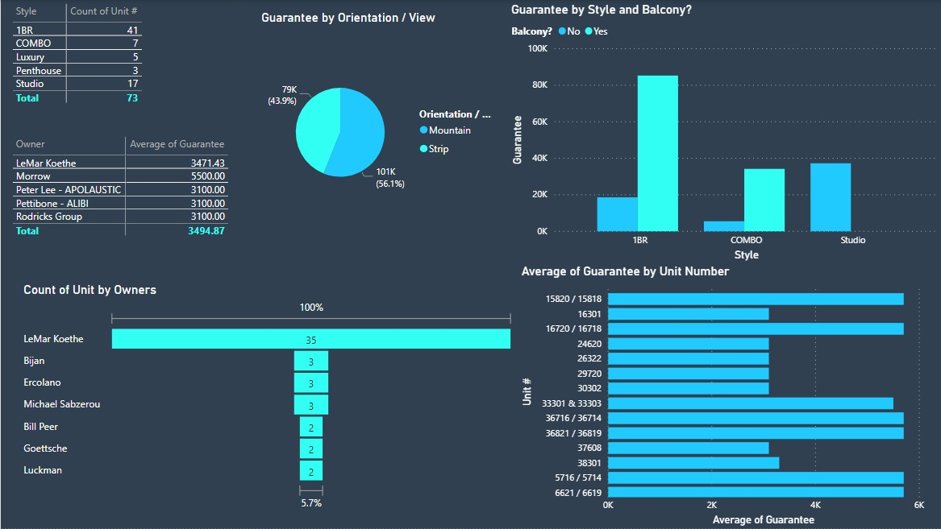 Style Count of Unit #
1BR 41
COMBO 7
Luxury 5
Penthouse 3
Studio 17
Total 73
Owner Average of Guarantee
LeMar Koethe 3471.43
Morrow 5500.00
Peter Lee - APOLAUSTIC 3100.00
Pettibone - ALIBI 3100.00
Rodricks Group 3100.00
Total 3494.87
Guarantee by Orientation / View
79K
(43.9%)
101K
(56.1%)
Orientation / ...
Mountain
Strip
Guarantee by Style and Balcony?
Balcony? No Yes
100K
80K
60K
40K
20K
0K
Guarantee
1BR COMBO Studio
Style
Count of Unit by Owners
100%
LeMar Koethe 35
Bijan 3
Ercolano 3
Michael Sabzerou 3
Bill Peer 2
Goettsche 2
Luckman 2
5.7%
Average of Guarantee by Unit Number
Unit #
15820 / 15818
16301
16720 / 16718
24620
26322
29720
30302
33301 & 33303
36716 / 36714
36821 / 36819
37608
38301
5716 / 5714
6621 / 6619
0K 2K 4K 6K
Average of Guarantee